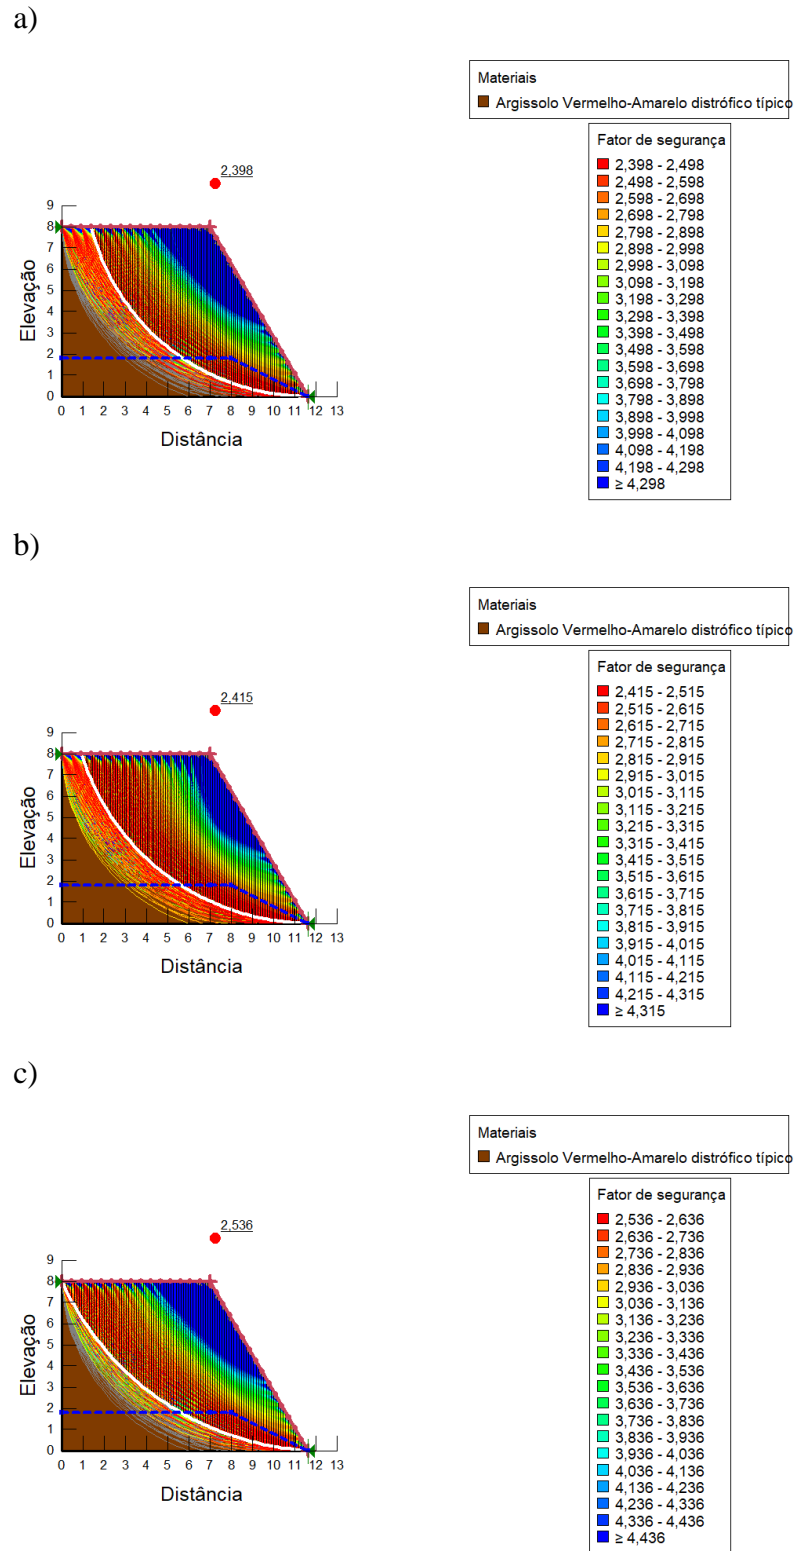 a)
Materiais
Argissolo Vermelho-Amarelo distrófico típico
Fator de segurança
2,398 - 2,498
2,498 - 2,598
2,598 - 2,698
2,698 - 2,798
2,798 - 2,898
2,898 - 2,998
2,998 - 3,098
3,098 - 3,198
3,198 - 3,298
3,298 - 3,398
3,398 - 3,498
3,498 - 3,598
3,598 - 3,698
3,698 - 3,798
3,798 - 3,898
3,898 - 3,998
3,998 - 4,098
4,098 - 4,198
4,198 - 4,298
≥ 4,298
2,398
Elevação
9
8
7
6
5
4
3
2
1
0
0 1 2 3 4 5 6 7 8 9 10 11 12 13
Distância
b)
Materiais
Argissolo Vermelho-Amarelo distrófico típico
Fator de segurança
2,415 - 2,515
2,515 - 2,615
2,615 - 2,715
2,715 - 2,815
2,815 - 2,915
2,915 - 3,015
3,015 - 3,115
3,115 - 3,215
3,215 - 3,315
3,315 - 3,415
3,415 - 3,515
3,515 - 3,615
3,615 - 3,715
3,715 - 3,815
3,815 - 3,915
3,915 - 4,015
4,015 - 4,115
4,115 - 4,215
4,215 - 4,315
≥ 4,315
2,415
Elevação
9
8
7
6
5
4
3
2
1
0
0 1 2 3 4 5 6 7 8 9 10 11 12 13
Distância
c)
Materiais
Argissolo Vermelho-Amarelo distrófico típico
Fator de segurança
2,536 - 2,636
2,636 - 2,736
2,736 - 2,836
2,836 - 2,936
2,936 - 3,036
3,036 - 3,136
3,136 - 3,236
3,236 - 3,336
3,336 - 3,436
3,436 - 3,536
3,536 - 3,636
3,636 - 3,736
3,736 - 3,836
3,836 - 3,936
3,936 - 4,036
4,036 - 4,136
4,136 - 4,236
4,236 - 4,336
4,336 - 4,436
≥ 4,436
2,536
Elevação
9
8
7
6
5
4
3
2
1
0
0 1 2 3 4 5 6 7 8 9 10 11 12 13
Distância